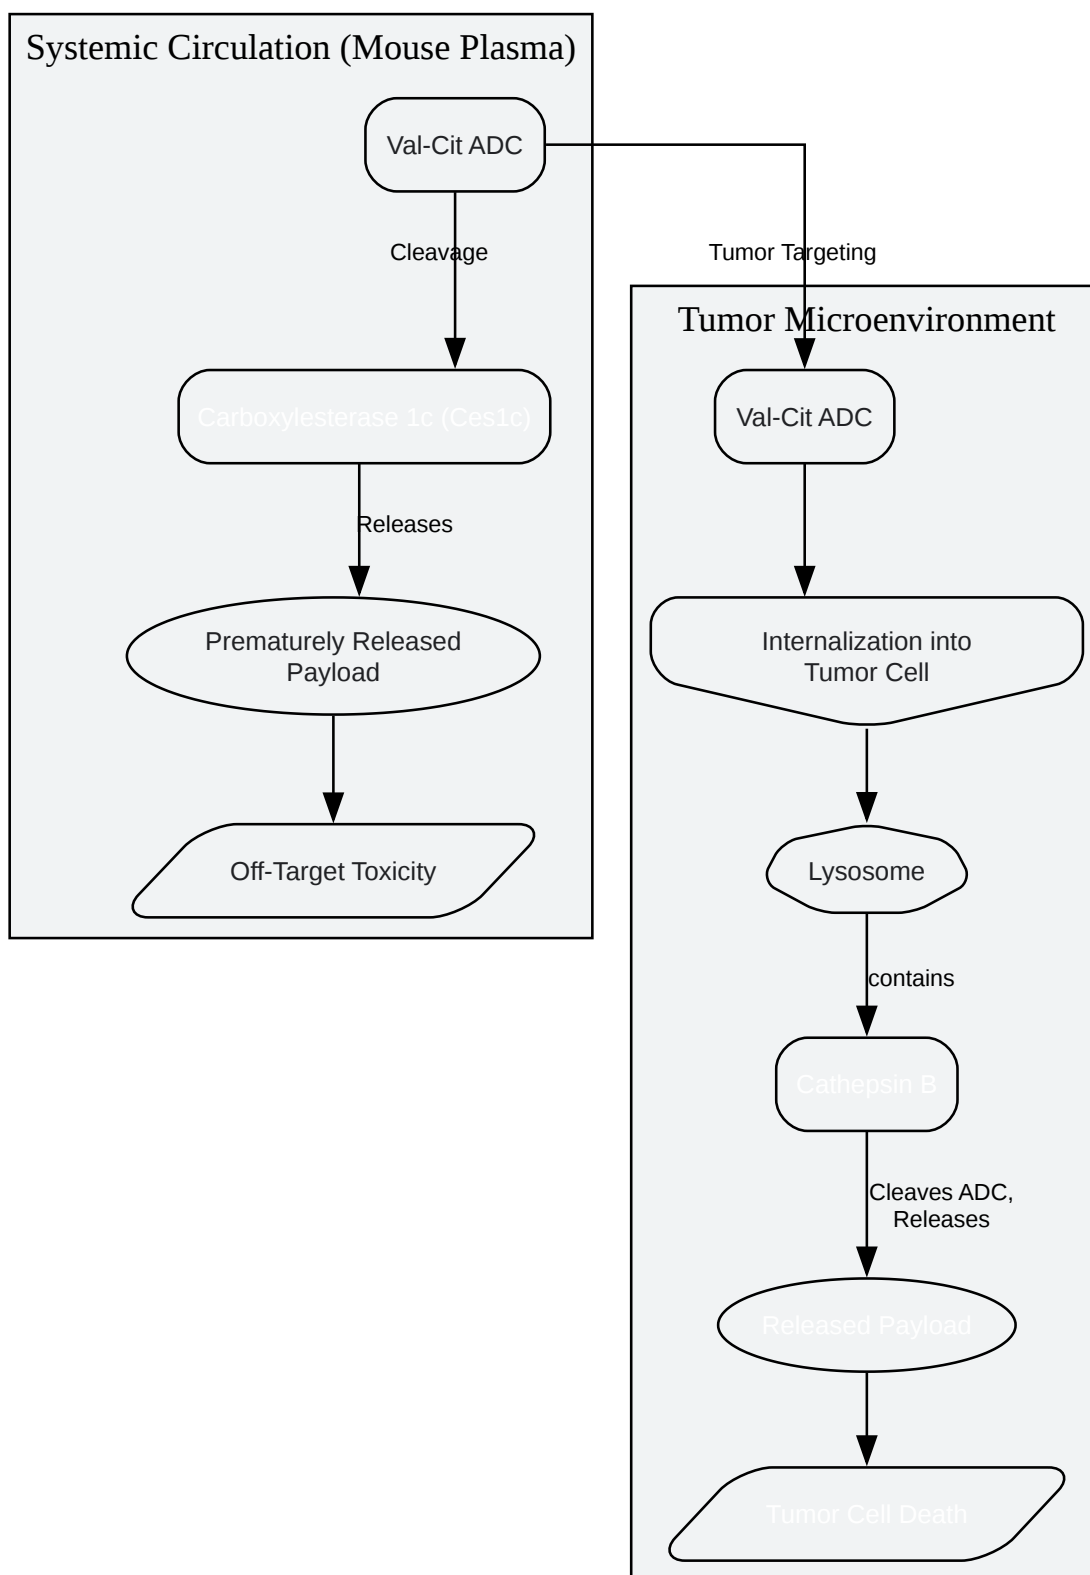 Systemic Circulation (Mouse Plasma)
Val-Cit ADC
Cleavage
Carboxylesterase 1c (Ces1c)
Releases
Prematurely Released
Payload
Off-Target Toxicity
Tumor Targeting
Tumor Microenvironment
Val-Cit ADC
Internalization into
Tumor Cell
Lysosome
contains
Cathepsin B
Cleaves ADC,
Releases
Released Payload
Tumor Cell Death